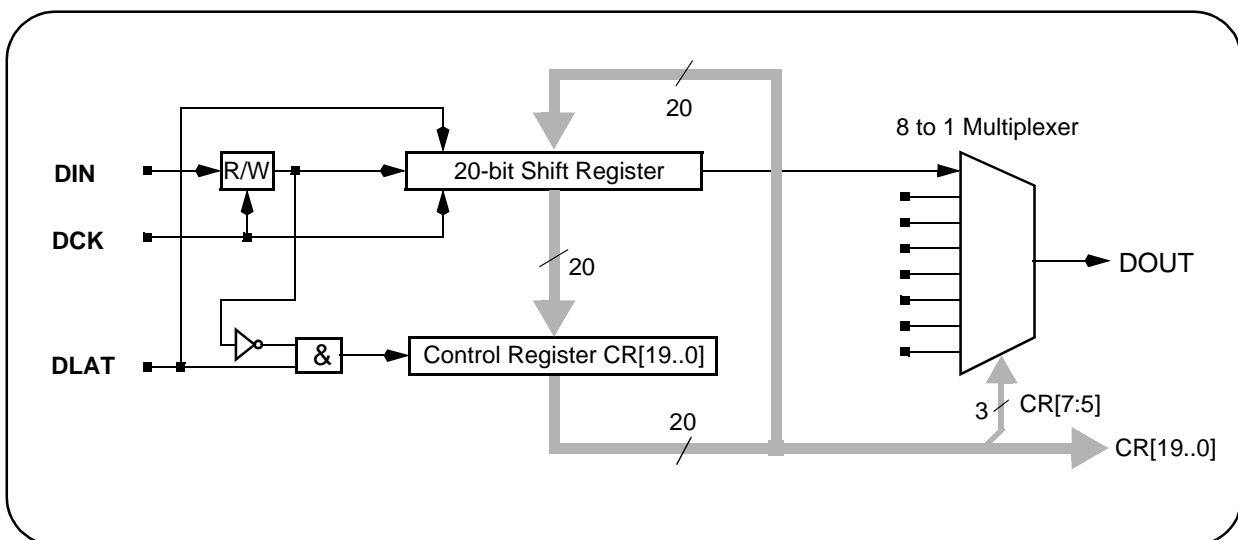 20
8 to 1 Multiplexer
DIN
R/W
20-bit Shift Register
DCK
20
DOUT
DLAT
&
Control Register CR[19..0]
3
CR[7:5]
20
CR[19..0]